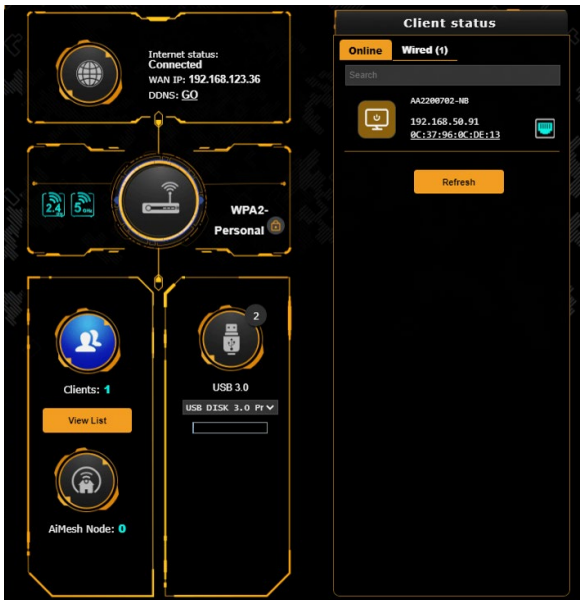 Internet status:
Connected
WAN IP: 192.168.123.36
DDNS: GO
2.4
5
WPA2-
Personal
Clients: 1
View List
AiMesh Node: 0
2
USB 3.0
USB DISK 3.0 Pr
Client status
Online
Wired (1)
Search
AA2200702-NB
192.168.50.91
0C:37:96:0C:DE:13
Refresh